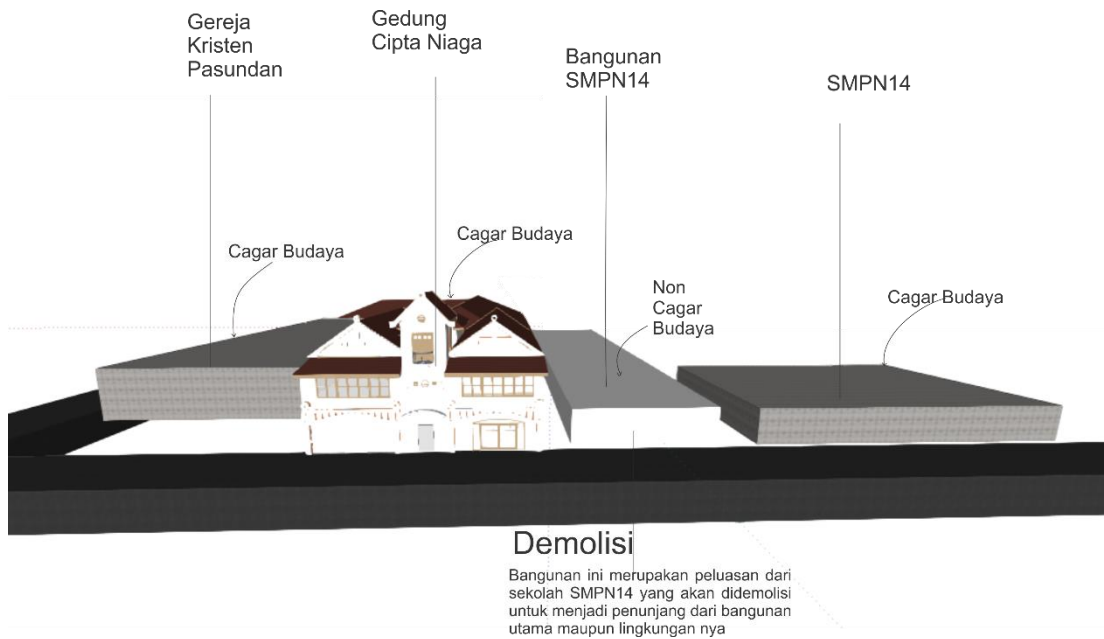 Gereja
Kristen
Pasundan
Gedung
Cipta Niaga
Bangunan
SMPN14
SMPN14
Cagar Budaya
Cagar Budaya
Non
Cagar
Budaya
Cagar Budaya
Demolisi
Bangunan ini merupakan peluasan dari
sekolah SMPN14 yang akan didemolisi
untuk menjadi penunjang dari bangunan
utama maupun lingkungan nya